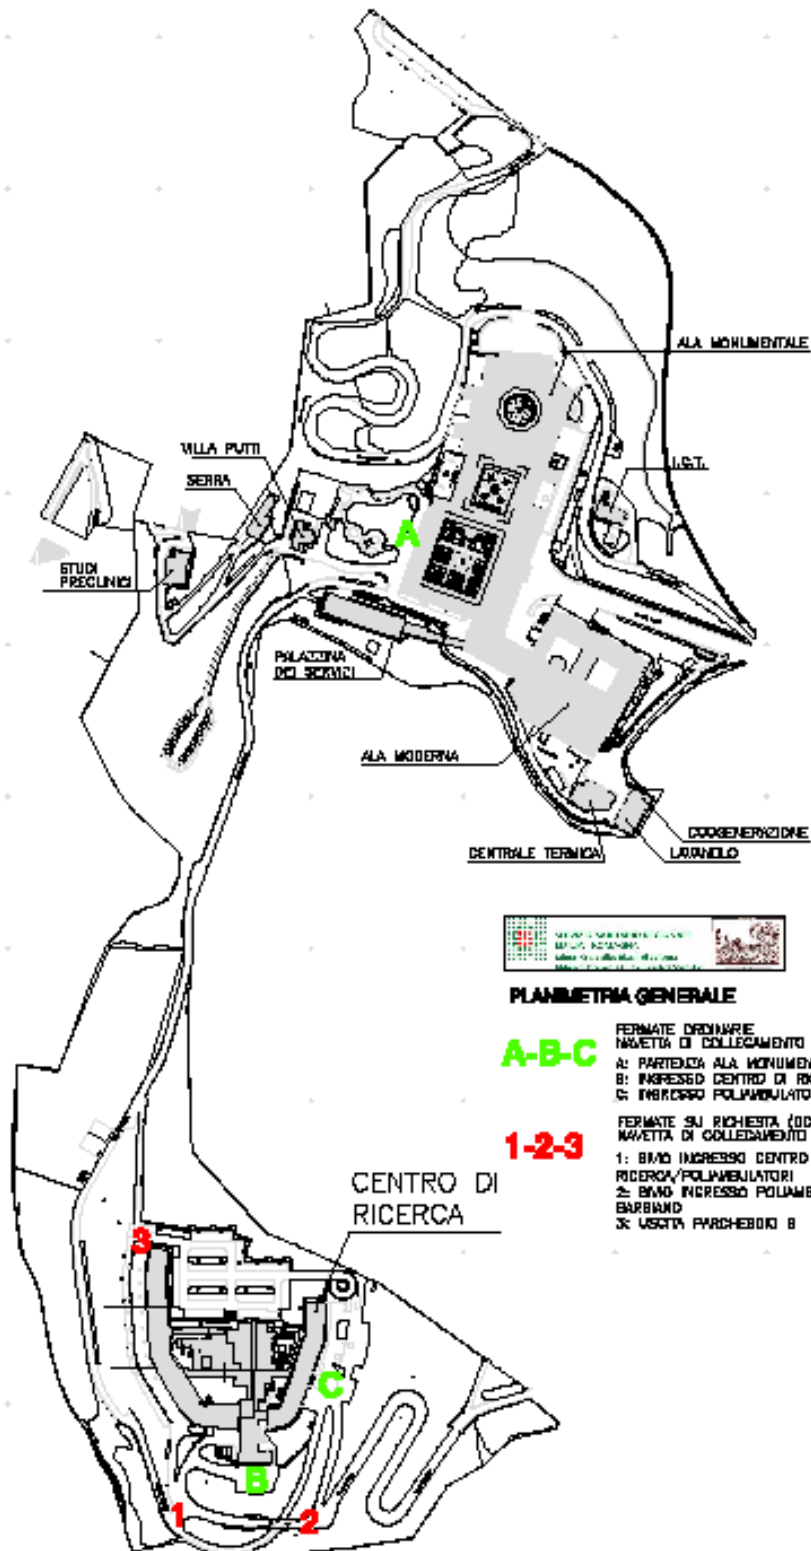 ALA MONUMENTALE
VILLA PUTTI
I.G.T.
SERRA
A
STUDI
PRECLINICI
PALAZZINA
DEI SERVIZI
ALA MODERNA
COOGENERAZIONE
CENTRALE TERMICA
LAVANOLO
PLANIMETRIA GENERALE
A-B-C
FERMATE ORDINARIE
NAVETTA DI COLLEGAMENTO
A: PARTENZA ALA MONUMEN
B: INGRESSO CENTRO DI RI
C: INGRESSO POLIAMBULATO
1-2-3
FERMATE SU RICHIESTA
NAVETTA DI COLLEGAMENTO
1: BIVIO INGRESSO CENTRO
RICERCA/POLIAMBULATORI
2: BIVIO INGRESSO POLIAMB
BARBIANO
3: USCITA PARCHEGGIO B
CENTRO DI
RICERCA
3
C
B
1
2